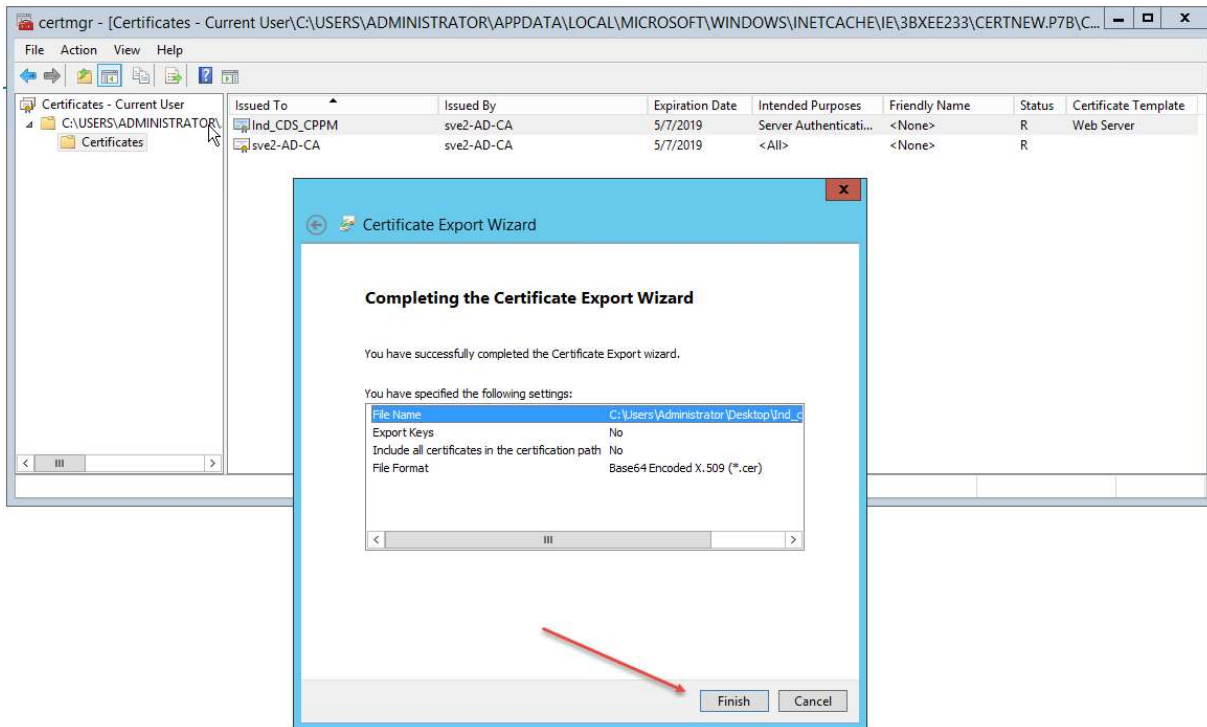 certmgr - [Certificates - Current User\C:\USERS\ADMINISTRATOR\APPDATA\LOCAL\MICROSOFT\WINDOWS\INETCACHE\IE\3BXEE233\CERTNEW.P7B\C...
File Action View Help
Certificates - Current User
C:\USERS\ADMINISTRATOR\
Certificates
Issued To Issued By Expiration Date Intended Purposes Friendly Name Status Certificate Template
Ind_CDS_CPPM sve2-AD-CA 5/7/2019 Server Authenticati... <None> R Web Server
sve2-AD-CA sve2-AD-CA 5/7/2019 <All> <None> R
Certificate Export Wizard
Completing the Certificate Export Wizard
You have successfully completed the Certificate Export wizard.
You have specified the following settings:
File Name C:\Users\Administrator\Desktop\Ind_c
Export Keys No
Include all certificates in the certification path No
File Format Base64 Encoded X.509 (*.cer)
Finish Cancel